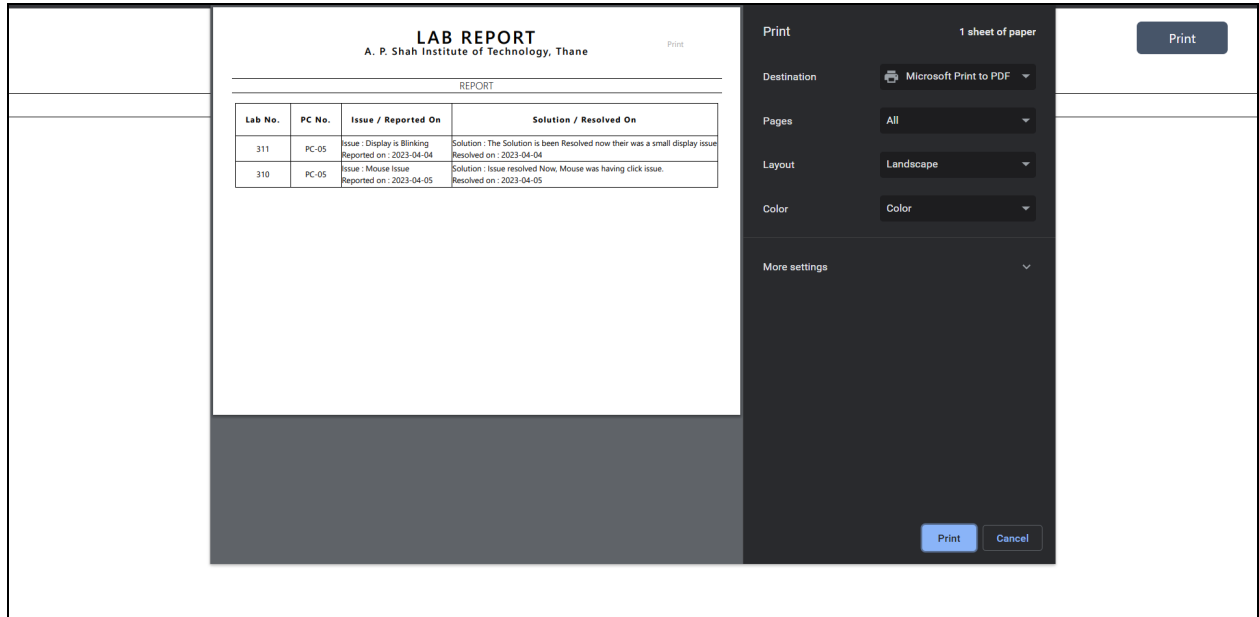 LAB REPORT
A. P. Shah Institute of Technology, Thane
Print
REPORT
Lab No. PC No. Issue / Reported On Solution / Resolved On
311 PC-05 Issue : Display is Blinking Solution : The Solution is been Resolved now their was a small display issue
Reported on : 2023-04-04 Resolved on : 2023-04-04
310 PC-05 Issue : Mouse Issue Solution : Issue resolved Now, Mouse was having click issue.
Reported on : 2023-04-05 Resolved on : 2023-04-05
Print 1 sheet of paper
Destination Microsoft Print to PDF
Pages All
Layout Landscape
Color Color
More settings
Print Cancel
Print